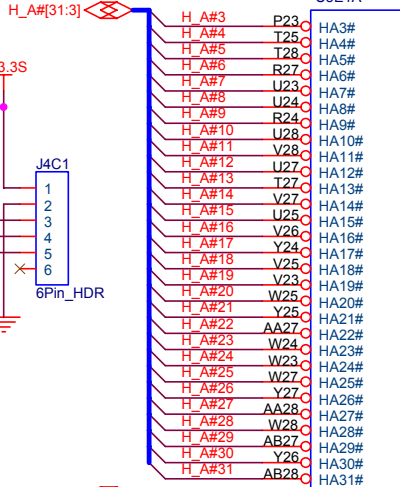 H_A#[31:3]
3.3S
J4C1
1
2
3
4
5
6
6Pin_HDR
H_A#3 P23 HA3#
H_A#4 T25 HA4#
H_A#5 T28 HA5#
H_A#6 R27 HA6#
H_A#7 U23 HA7#
H_A#8 U24 HA8#
H_A#9 R24 HA9#
H_A#10 U28 HA10#
H_A#11 V28 HA11#
H_A#12 U27 HA12#
H_A#13 T27 HA13#
H_A#14 V27 HA14#
H_A#15 U25 HA15#
H_A#16 V26 HA16#
H_A#17 Y24 HA17#
H_A#18 V25 HA18#
H_A#19 V23 HA19#
H_A#20 W25 HA20#
H_A#21 Y25 HA21#
H_A#22 AA27 HA22#
H_A#23 W24 HA23#
H_A#24 W23 HA24#
H_A#25 W27 HA25#
H_A#26 Y27 HA26#
H_A#27 AA28 HA27#
H_A#28 W28 HA28#
H_A#29 AB27 HA29#
H_A#30 Y26 HA30#
H_A#31 AB28 HA31#